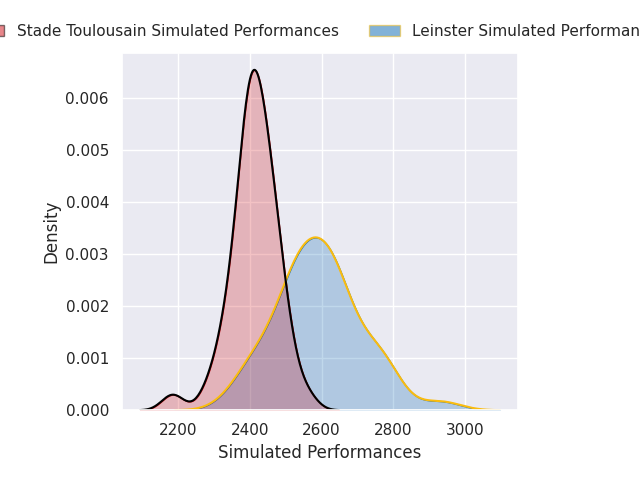 Stade Toulousain Simulated Performances
Leinster Simulated
0.006
0.005
0.004
0.003
0.002
0.001
0.000
Density
2200 2400 2600 2800 3000
Simulated Performances